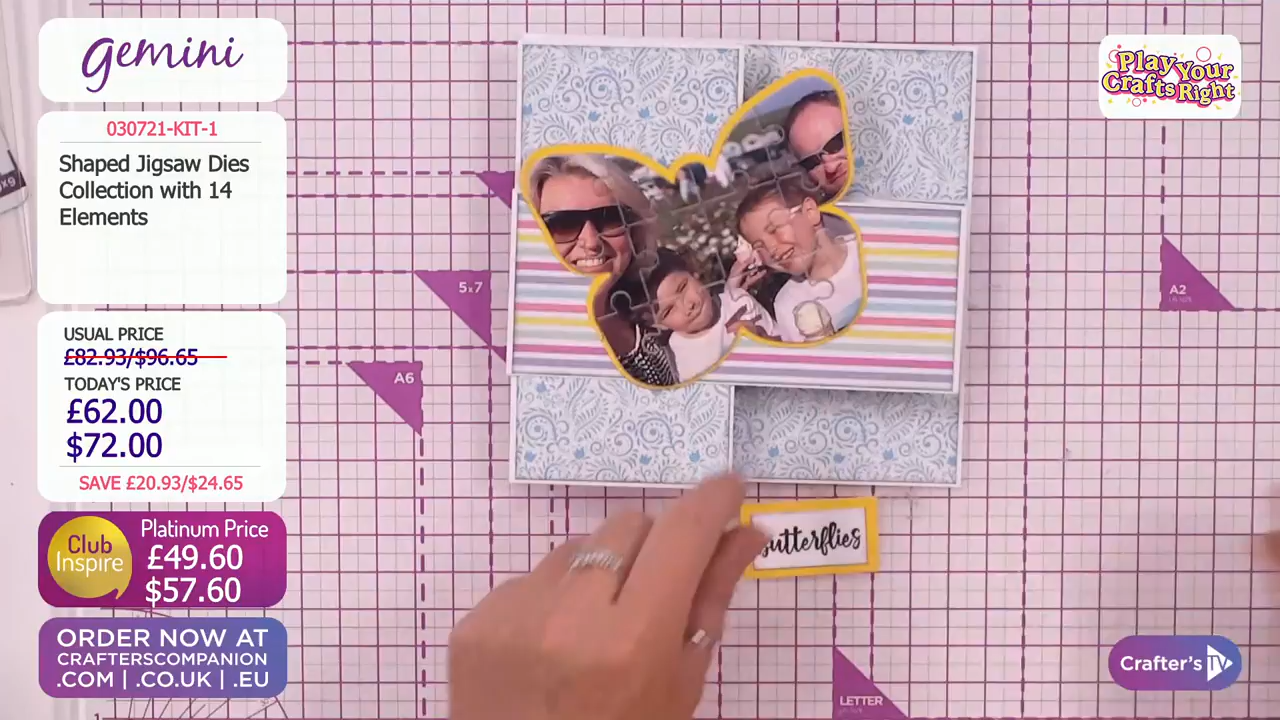 gemini
030721-KIT-1
Shaped Jigsaw Dies
Collection with 14
Elements
USUAL PRICE
£82.93/$96.65
TODAY'S PRICE
£62.00
$72.00
SAVE £20.93/$24.65
Club
Inspire
Platinum Price
£49.60
$57.60
ORDER NOW AT
CRAFTERSCOMPANION
.COM | .CO.UK | .EU
Play Your
Crafts Right
5x7
A6
A2
LETTER
Crafter's TV